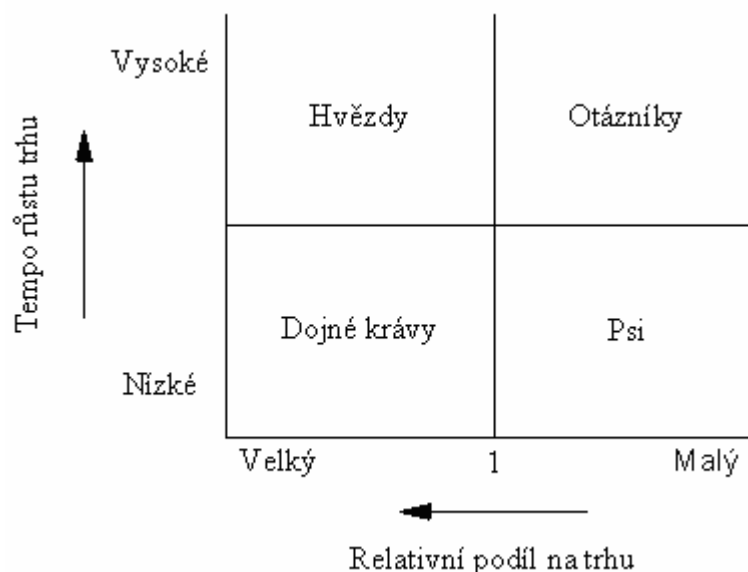 Vysoké
Hvězdy
Otázníky
Tempo růstu trhu
Dojné krávy
Psi
Nízké
Velký
1
Malý
Relativní podíl na trhu